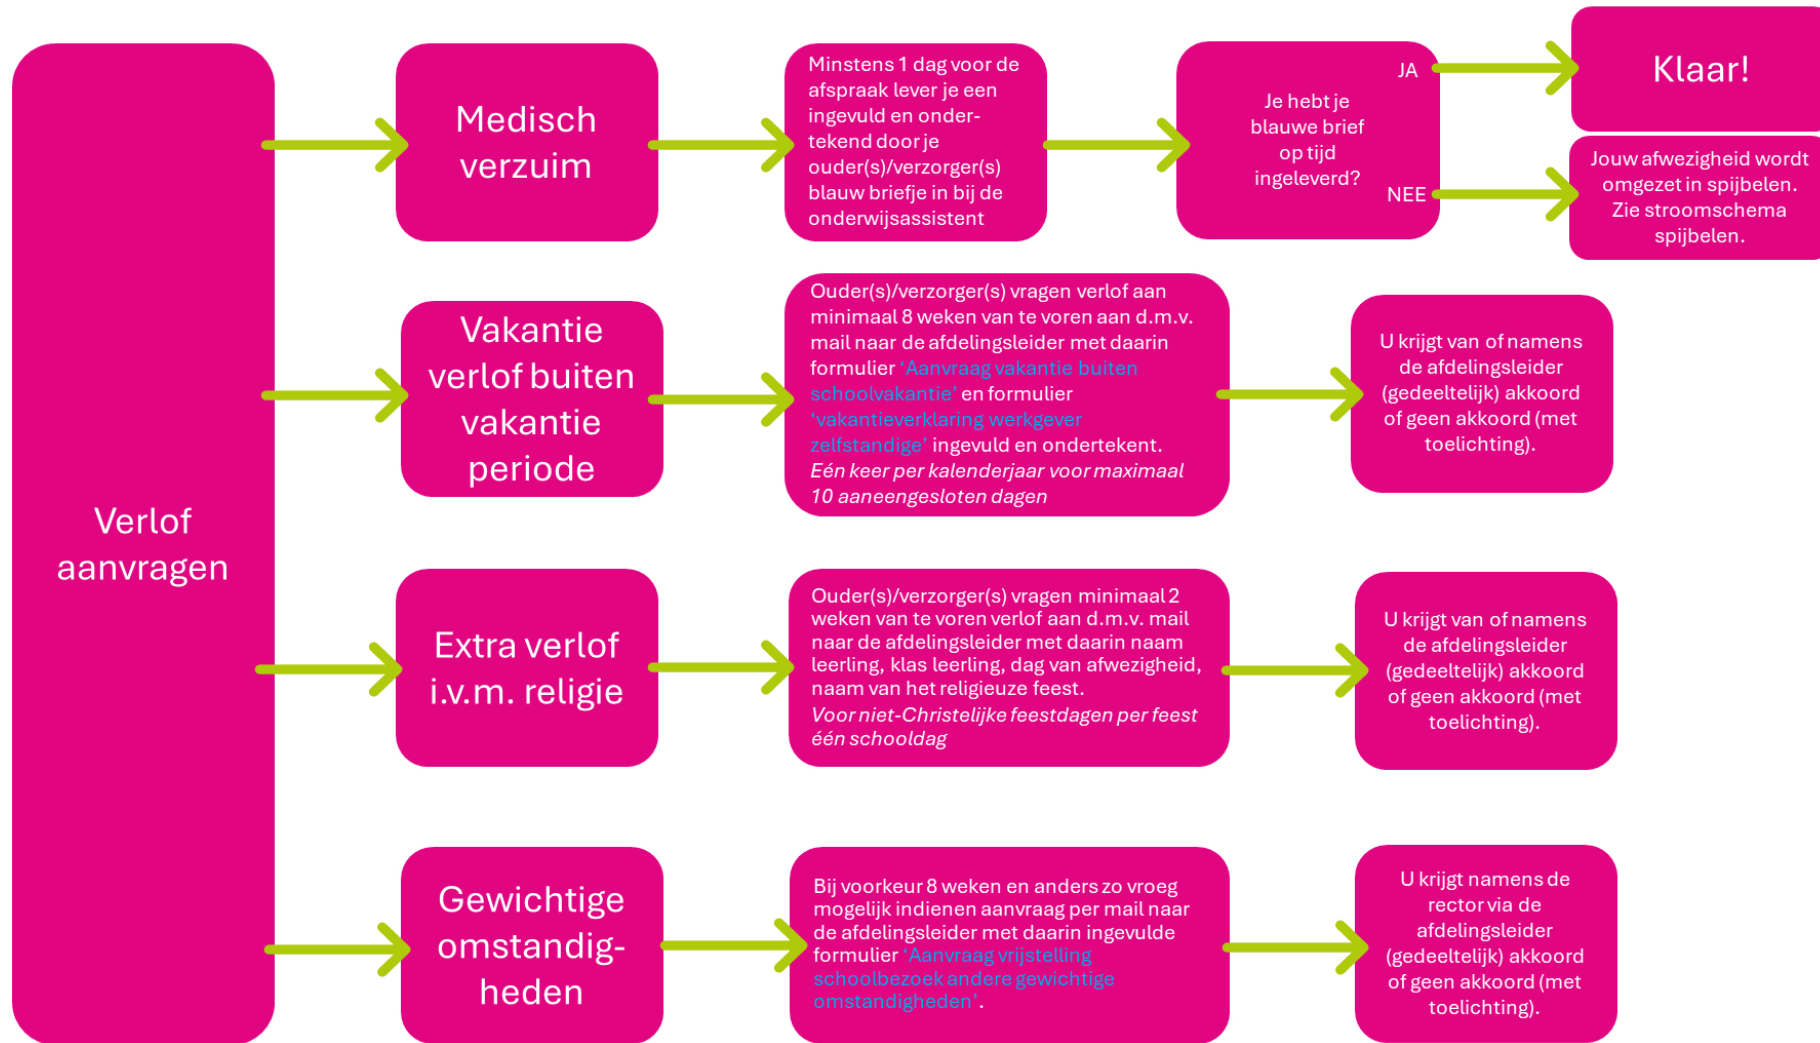 Verlof
aanvragen
Medisch
verzuim
Minstens 1 dag voor de
afspraak lever je een
ingevuld en onder-
tekend door je
ouder(s)/verzorger(s)
blauw briefje in bij de
onderwijsassistent
Je hebt je
blauwe brief
op tijd
ingeleverd?
JA
NEE
Klaar!
Jouw afwezigheid wordt
omgezet in spijbelen.
Zie stroomschema
spijbelen.
Vakantie
verlof buiten
vakantie
periode
Ouder(s)/verzorger(s) vragen verlof aan
minimaal 8 weken van te voren aan d.m.v.
mail naar de afdelingsleider met daarin
formulier ‘Aanvraag vakantie buiten
schoolvakantie’ en formulier
‘vakantieverklaring werkgever
zelfstandige’ ingevuld en ondertekent.
Eén keer per kalenderjaar voor maximaal
10 aaneengesloten dagen
U krijgt van of namens
de afdelingsleider
(gedeeltelijk) akkoord
of geen akkoord (met
toelichting).
Extra verlof
i.v.m. religie
Ouder(s)/verzorger(s) vragen minimaal 2
weken van te voren verlof aan d.m.v. mail
naar de afdelingsleider met daarin naam
leerling, klas leerling, dag van afwezigheid,
naam van het religieuze feest.
Voor niet-Christelijke feestdagen per feest
één schooldag
U krijgt van of namens
de afdelingsleider
(gedeeltelijk) akkoord
of geen akkoord (met
toelichting).
Gewichtige
omstandig-
heden
Bij voorkeur 8 weken en anders zo vroeg
mogelijk indienen aanvraag per mail naar
de afdelingsleider met daarin ingevulde
formulier ‘Aanvraag vrijstelling
schoolbezoek andere gewichtige
omstandigheden’.
U krijgt namens de
rector via de
afdelingsleider
(gedeeltelijk) akkoord
of geen akkoord (met
toelichting).